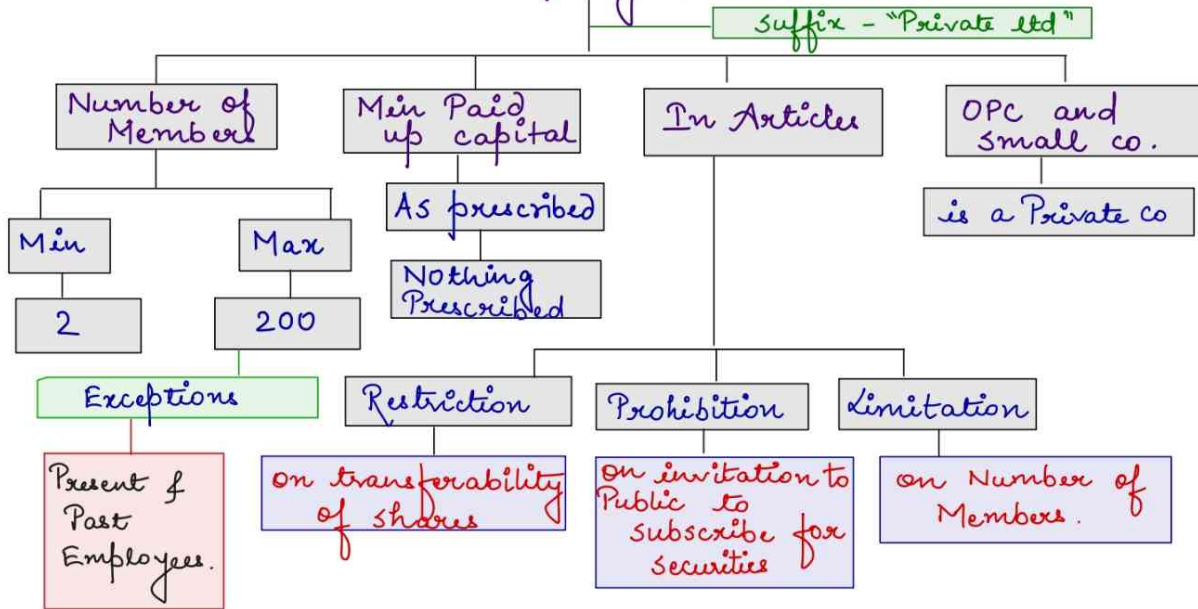 suffix - "Private ltd"
Number of
Members
Min Paid
up capital
In Articles
OPC and
small co.
As prescribed
is a Private co
Min
Max
Nothing
Prescribed
2
200
Exceptions
Restriction
Prohibition
Limitation
Present &
Past
Employees.
on transferability
of shares
on invitation to
Public to
subscribe for
securities
on Number of
Members.